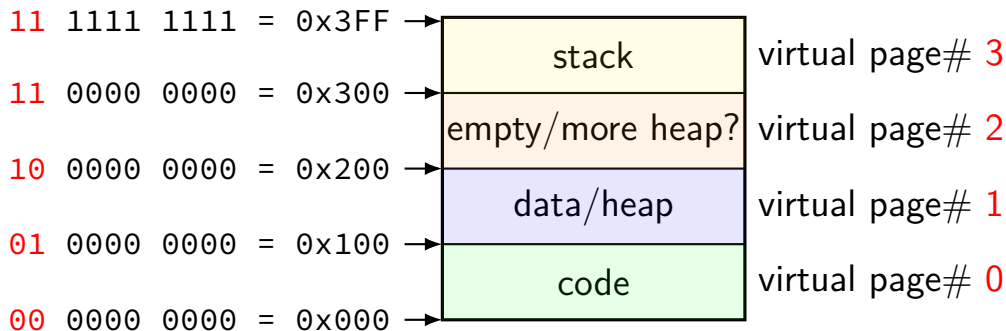 11 1111 1111 = 0x3FF
stack
virtual page# 3
11 0000 0000 = 0x300
empty/more heap?
virtual page# 2
10 0000 0000 = 0x200
data/heap
virtual page# 1
01 0000 0000 = 0x100
code
virtual page# 0
00 0000 0000 = 0x000